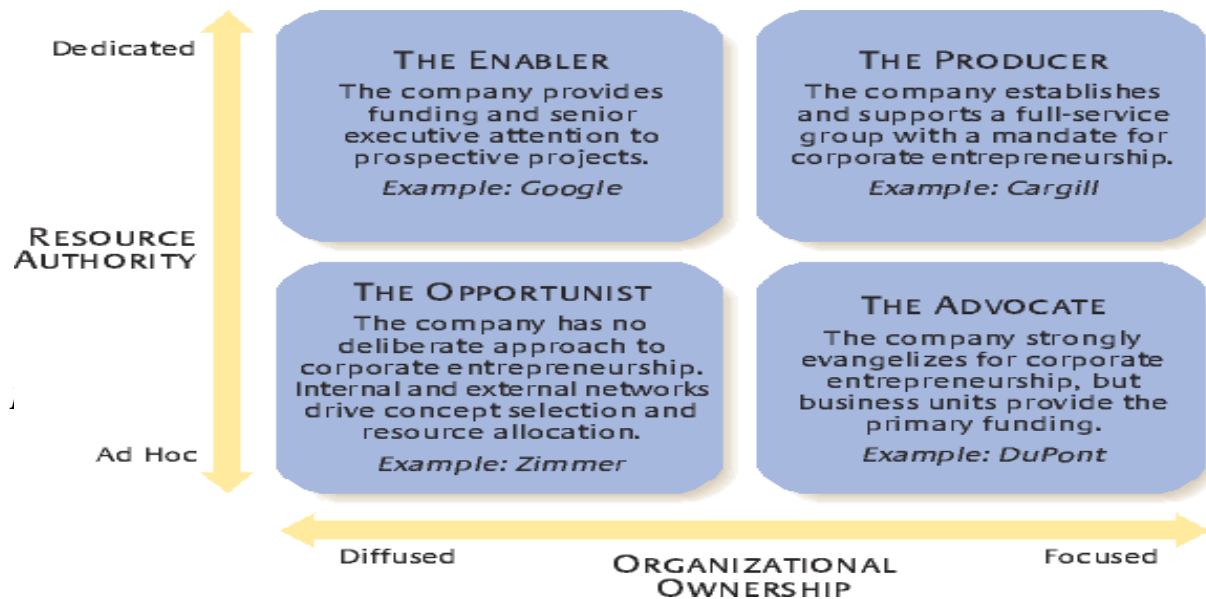 Dedicated
THE ENABLER
The company provides
funding and senior
executive attention to
prospective projects.
Example: Google
THE PRODUCER
The company establishes
and supports a full-service
group with a mandate for
corporate entrepreneurship.
Example: Cargill
RESOURCE
AUTHORITY
THE OPPORTUNIST
The company has no
deliberate approach to
corporate entrepreneurship.
Internal and external networks
drive concept selection and
resource allocation.
Example: Zimmer
THE ADVOCATE
The company strongly
evangelizes for corporate
entrepreneurship, but
business units provide the
primary funding.
Example: DuPont
Ad Hoc
Diffused
ORGANIZATIONAL
OWNERSHIP
Focused